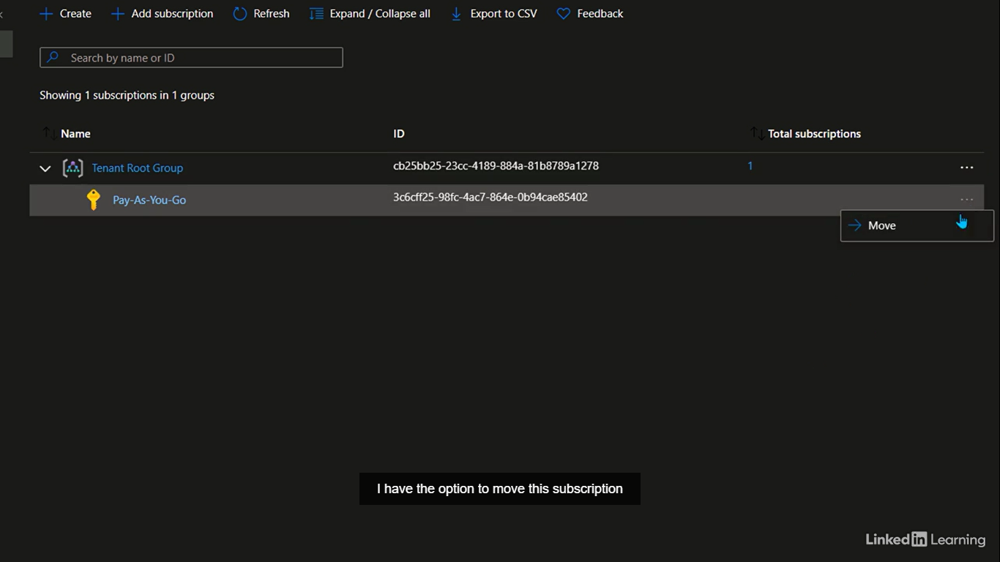 Create Add subscription Refresh Expand / Collapse all Export to CSV Feedback
Search by name or ID
Showing 1 subscriptions in 1 groups
Name ID Total subscriptions
Tenant Root Group cb25bb25-23cc-4189-884a-81b8789a1278 1 ...
Pay-As-You-Go 3c6cff25-98fc-4ac7-864e-0b94cae85402 ...
Move
I have the option to move this subscription
LinkedIn Learning